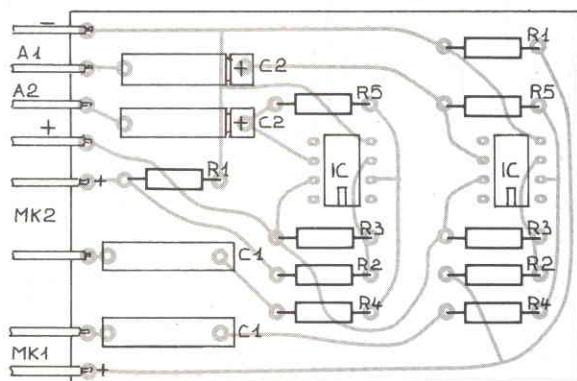 -
A1
A2
+
+
MK2
MK1
+
+ C2
+ C2
R1
C1
C1
R5
IC
R3
R2
R4
R1
R5
IC
R3
R2
R4